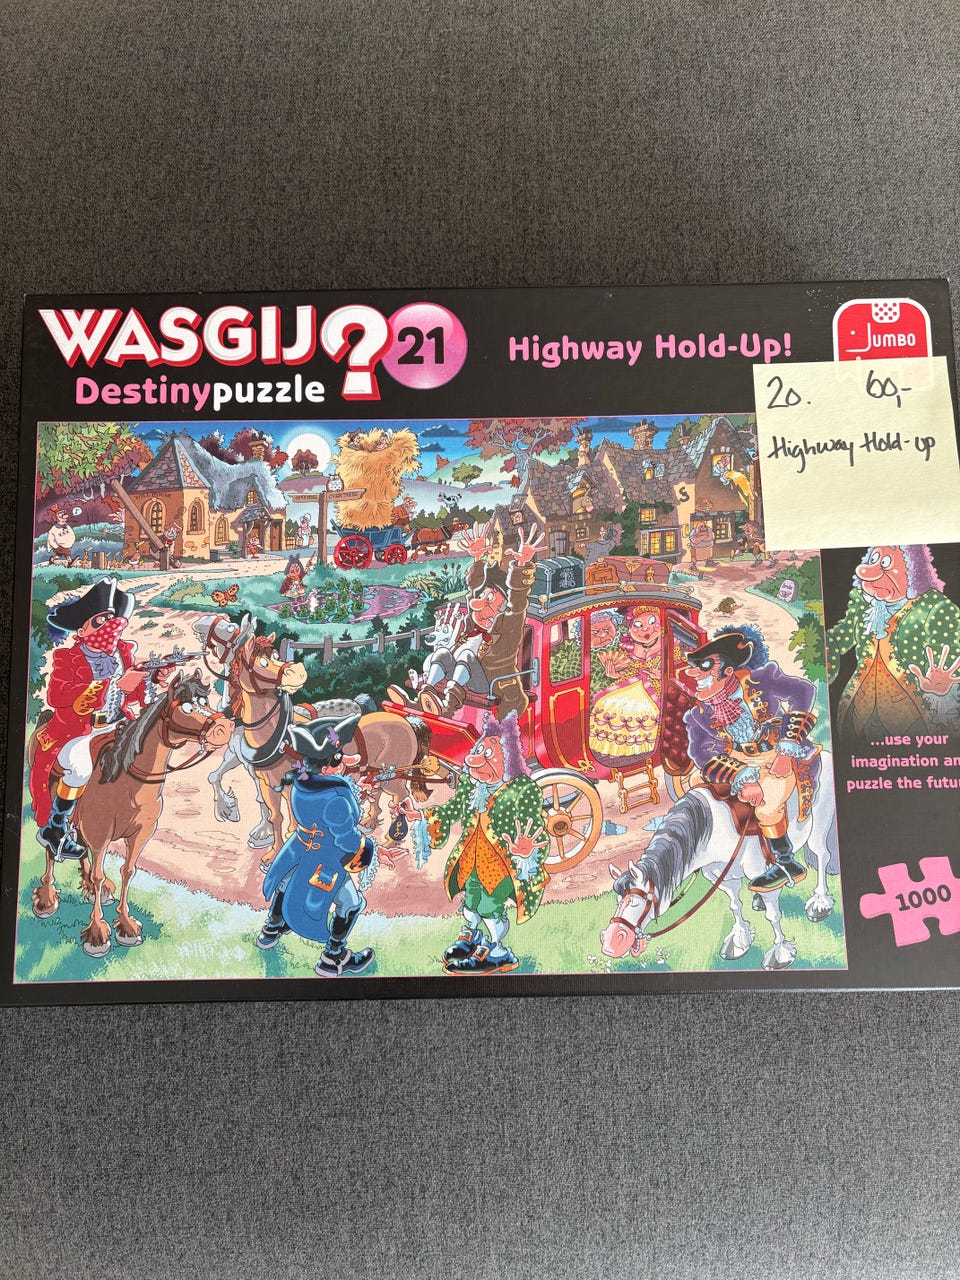 WASGIJ? 21
Destinypuzzle
Highway Hold-Up!
JUMBO
20. 60,-
Highway Hold-up
S
...use your
imagination an
puzzle the futur
1000